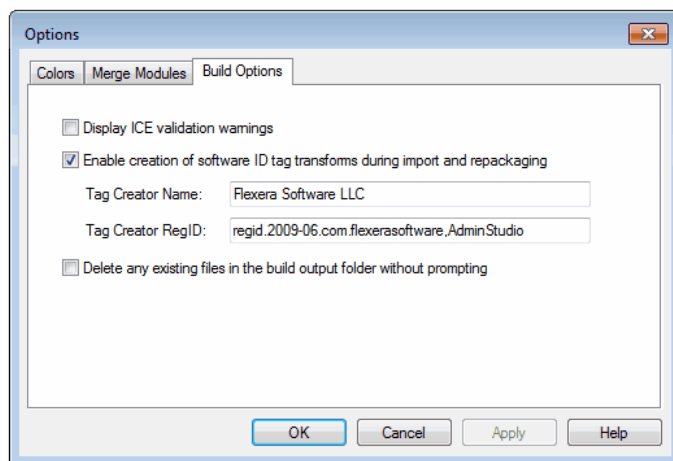 Options
Colors
Merge Modules
Build Options
Display ICE validation warnings
Enable creation of software ID tag transforms during import and repackaging
Tag Creator Name: Flexera Software LLC
Tag Creator RegID: regid.2009-06.com.flexerasoftware,AdminStudio
Delete any existing files in the build output folder without prompting
OK
Cancel
Apply
Help